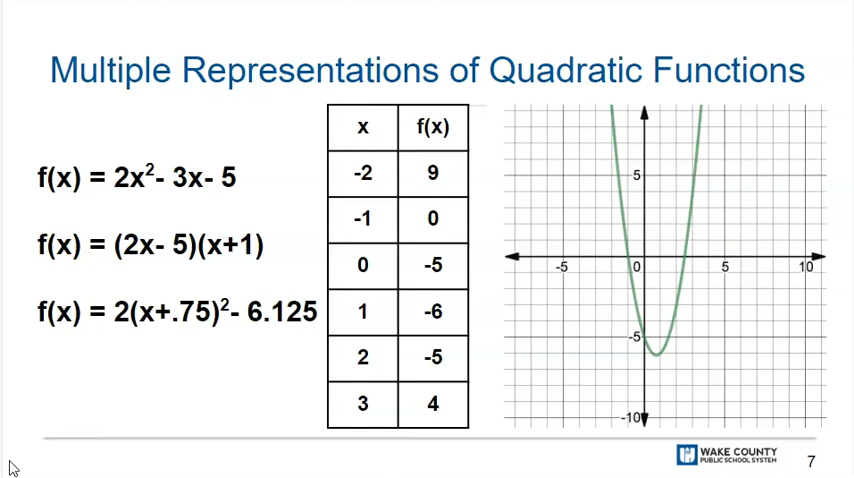 Multiple Representations of Quadratic Functions
f(x) = 2x²- 3x- 5
f(x) = (2x- 5)(x+1)
f(x) = 2(x+.75)²- 6.125
x f(x)
-2 9
-1 0
0 -5
1 -6
2 -5
3 4
5
-5 0 5 10
-5
-10
WAKE COUNTY
PUBLIC SCHOOL SYSTEM
7